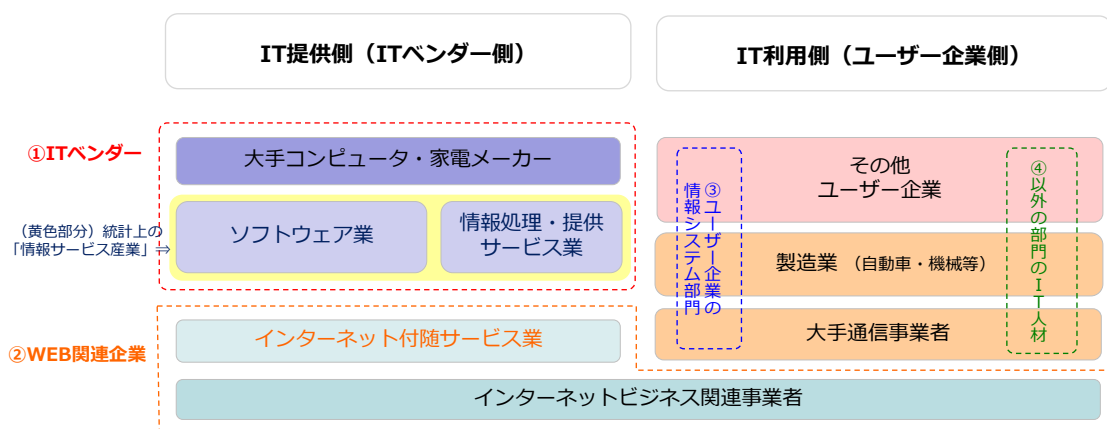 IT提供側（ITベンダー側）
IT利用側（ユーザー企業側）
①ITベンダー
大手コンピュータ・家電メーカー
（黄色部分）統計上の
「情報サービス産業」⇒
ソフトウェア業
情報処理・提供
サービス業
②WEB関連企業
インターネット付随サービス業
インターネットビジネス関連事業者
その他
ユーザー企業
製造業（自動車・機械等）
大手通信事業者
③ユーザー企業の
情報システム部門
④以外の部門のIT人材